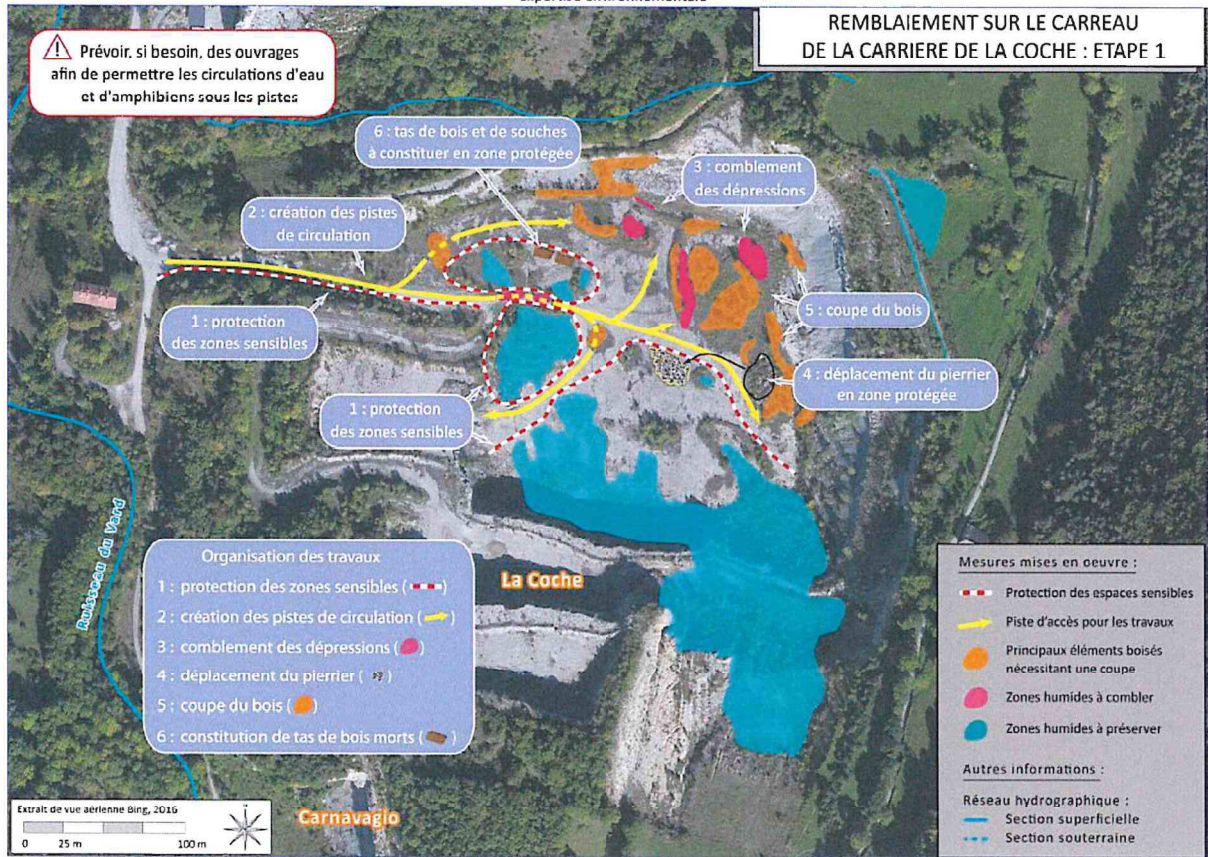 expertise environnementale
REMBLAIEMENT SUR LE CARREAU
DE LA CARRIERE DE LA COCHE : ETAPE 1
Prévoir, si besoin, des ouvrages
afin de permettre les circulations d'eau
et d'amphibiens sous les pistes
6 : tas de bois et de souches
à constituer en zone protégée
3 : comblement
des dépressions
2 : création des pistes
de circulation
1 : protection
des zones sensibles
5 : coupe du bois
4 : déplacement du pierrier
en zone protégée
1 : protection
des zones sensibles
Ruisseau du Vard
La Coche
Carnavagio
Organisation des travaux
1 : protection des zones sensibles ( )
2 : création des pistes de circulation ( )
3 : comblement des dépressions ( )
4 : déplacement du pierrier ( )
5 : coupe du bois ( )
6 : constitution de tas de bois morts ( )
Mesures mises en oeuvre :
Protection des espaces sensibles
Piste d'accès pour les travaux
Principaux éléments boisés
nécessitant une coupe
Zones humides à combler
Zones humides à préserver
Autres informations :
Réseau hydrographique :
Section superficielle
Section souterraine
Extrait de vue aérienne Bing, 2016
0 25 m 100 m